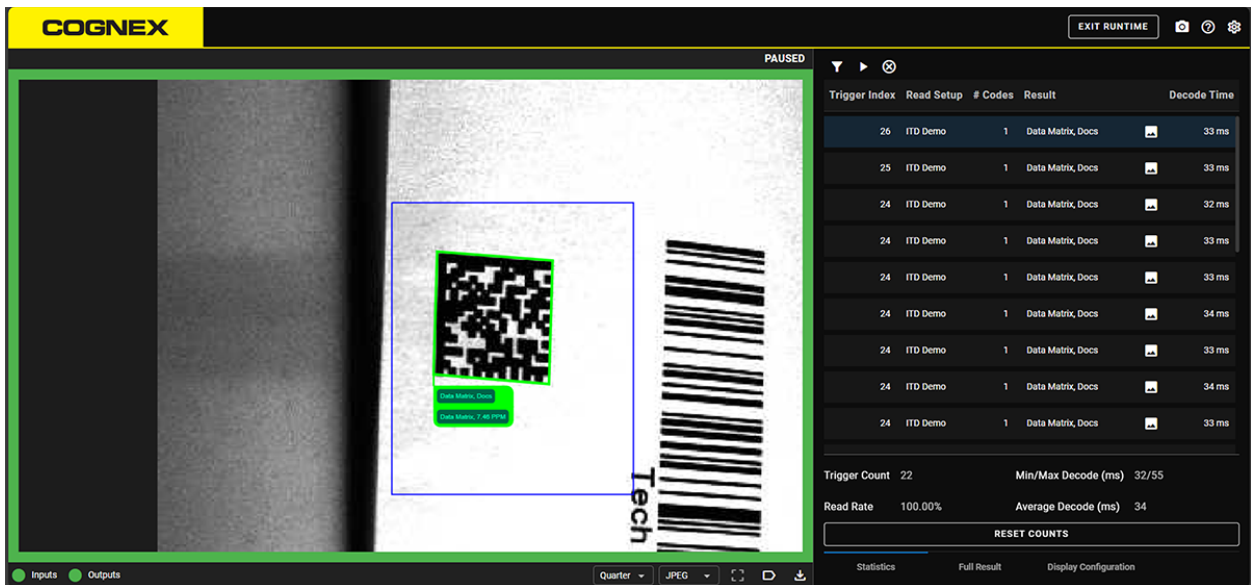 COGNEX
EXIT RUNTIME
PAUSED
Trigger Index Read Setup # Codes Result Decode Time
26 ITD Demo 1 Data Matrix, Docs 33 ms
25 ITD Demo 1 Data Matrix, Docs 33 ms
24 ITD Demo 1 Data Matrix, Docs 32 ms
24 ITD Demo 1 Data Matrix, Docs 33 ms
24 ITD Demo 1 Data Matrix, Docs 33 ms
24 ITD Demo 1 Data Matrix, Docs 34 ms
24 ITD Demo 1 Data Matrix, Docs 33 ms
24 ITD Demo 1 Data Matrix, Docs 34 ms
24 ITD Demo 1 Data Matrix, Docs 33 ms
Data Matrix, Docs
Data Matrix, 7.46 PPM
Tech
Trigger Count 22 Min/Max Decode (ms) 32/55
Read Rate 100.00% Average Decode (ms) 34
RESET COUNTS
Statistics Full Result Display Configuration
Inputs Outputs Quarter JPEG